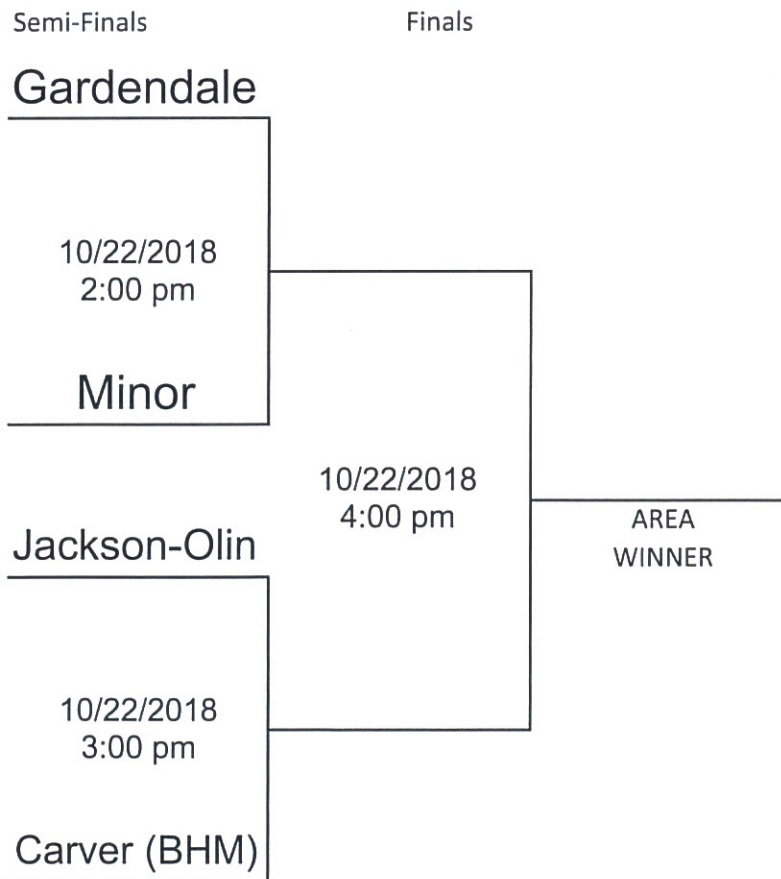 Semi-Finals
Finals
Gardendale
10/22/2018
2:00 pm
Minor
10/22/2018
4:00 pm
AREA
WINNER
Jackson-Olin
10/22/2018
3:00 pm
Carver (BHM)